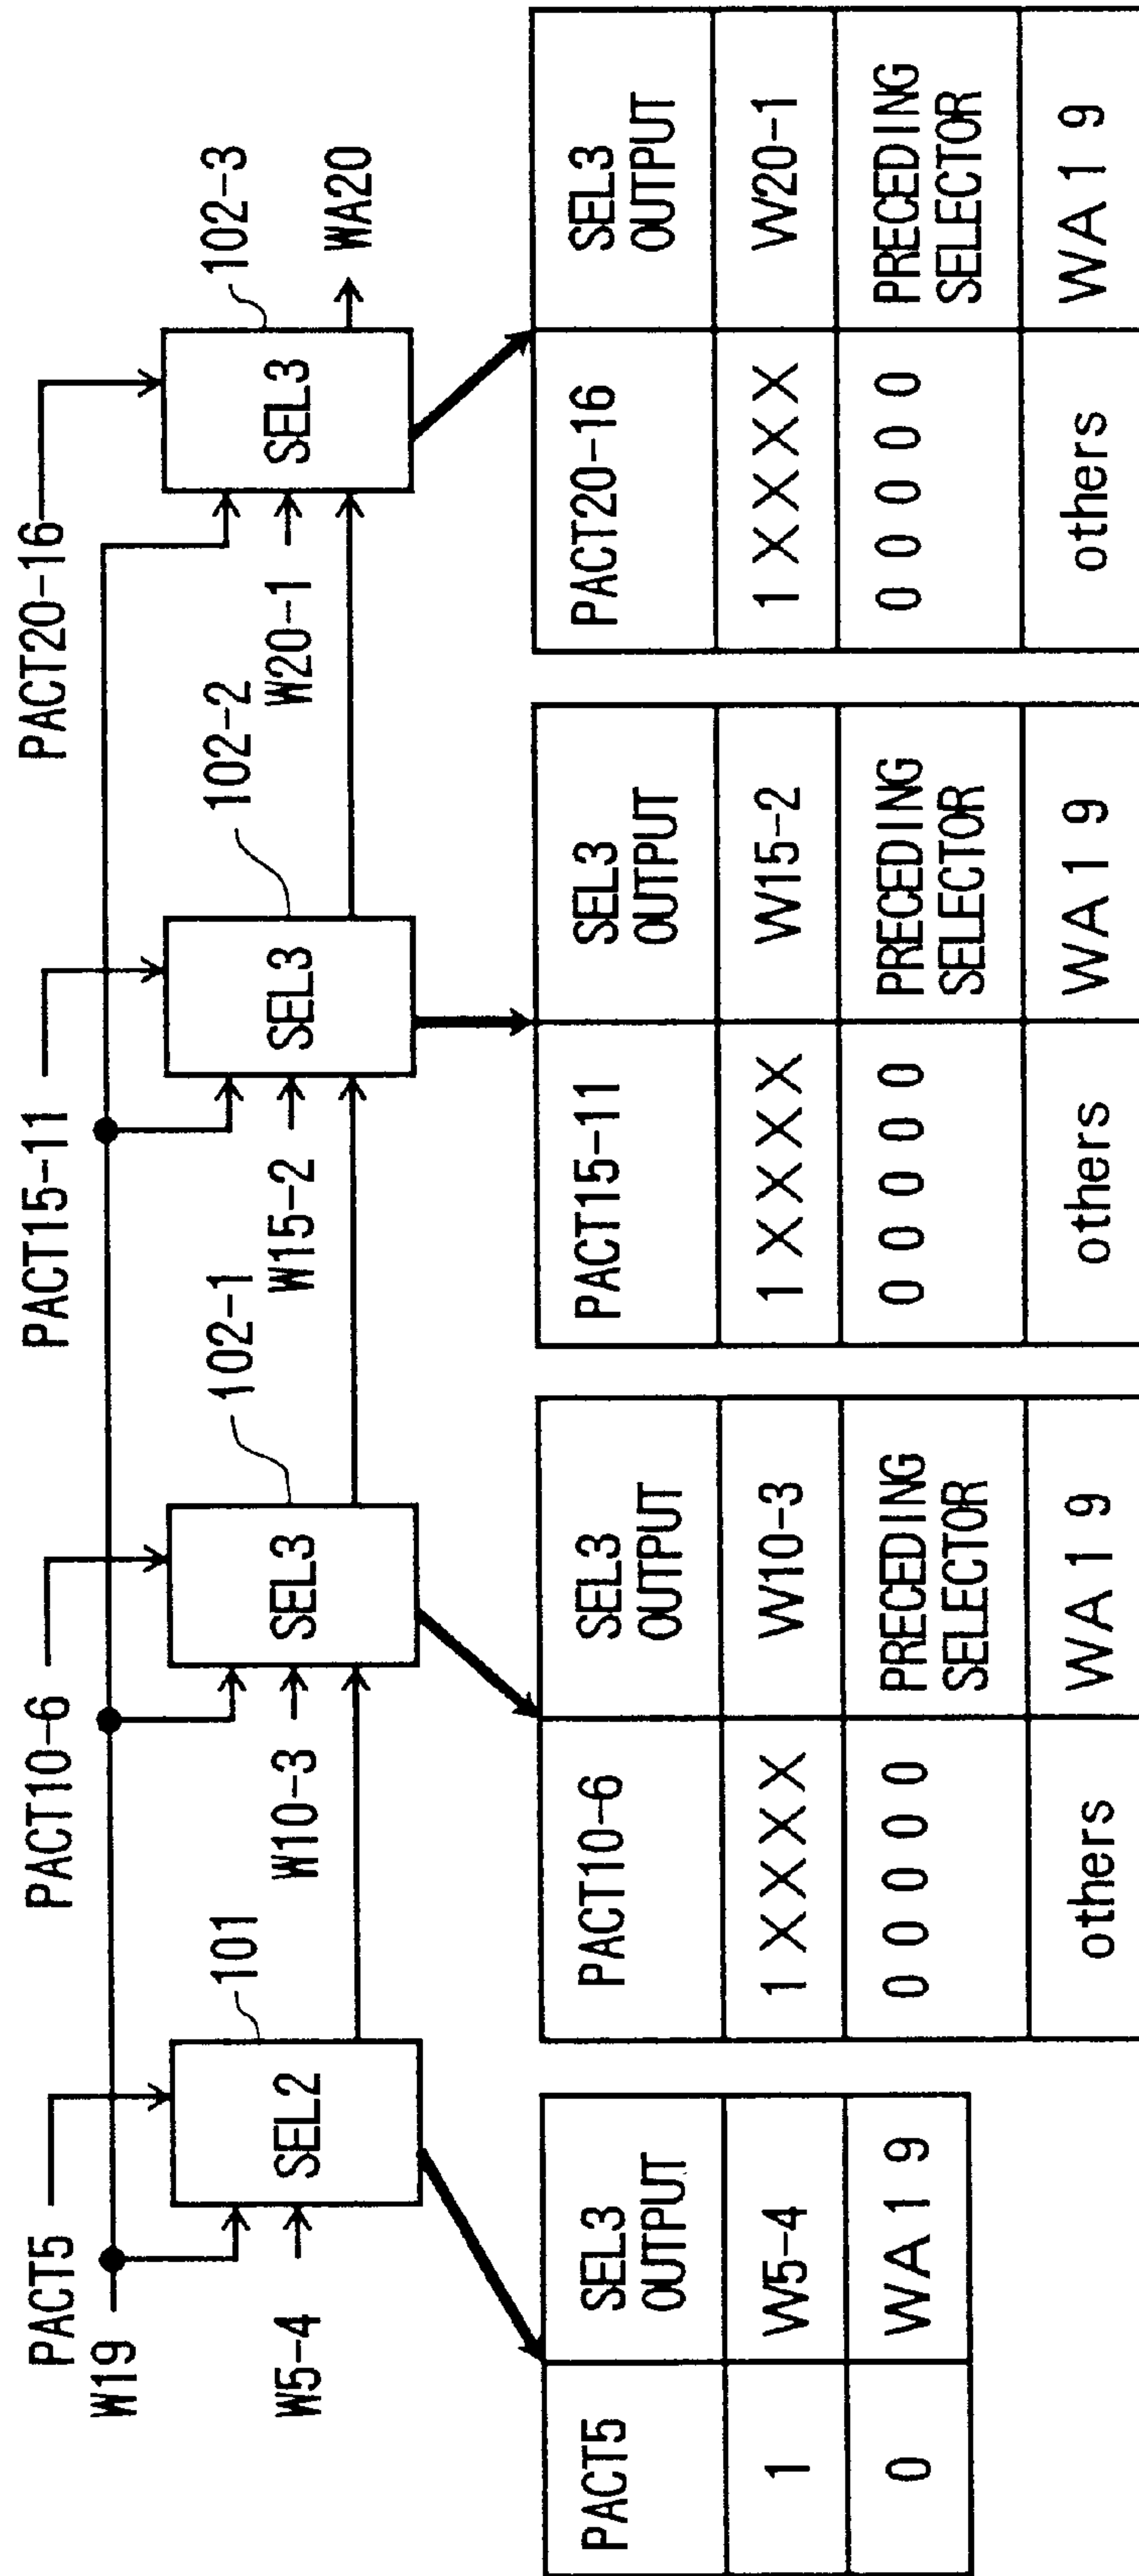 PACT5
W19
W5-4
SEL2
101
PACT10-6
W10-3
SEL3
102-1
PACT15-11
W15-2
SEL3
102-2
PACT20-16
W20-1
SEL3
102-3
WA20
PACT5
SEL3
OUTPUT
1
W5-4
0
WA19
PACT10-6
SEL3
OUTPUT
1XXXX
W10-3
00000
PRECEDING
SELECTOR
others
WA19
PACT15-11
SEL3
OUTPUT
1XXXX
W15-2
00000
PRECEDING
SELECTOR
others
WA19
PACT20-16
SEL3
OUTPUT
1XXXX
W20-1
00000
PRECEDING
SELECTOR
others
WA19